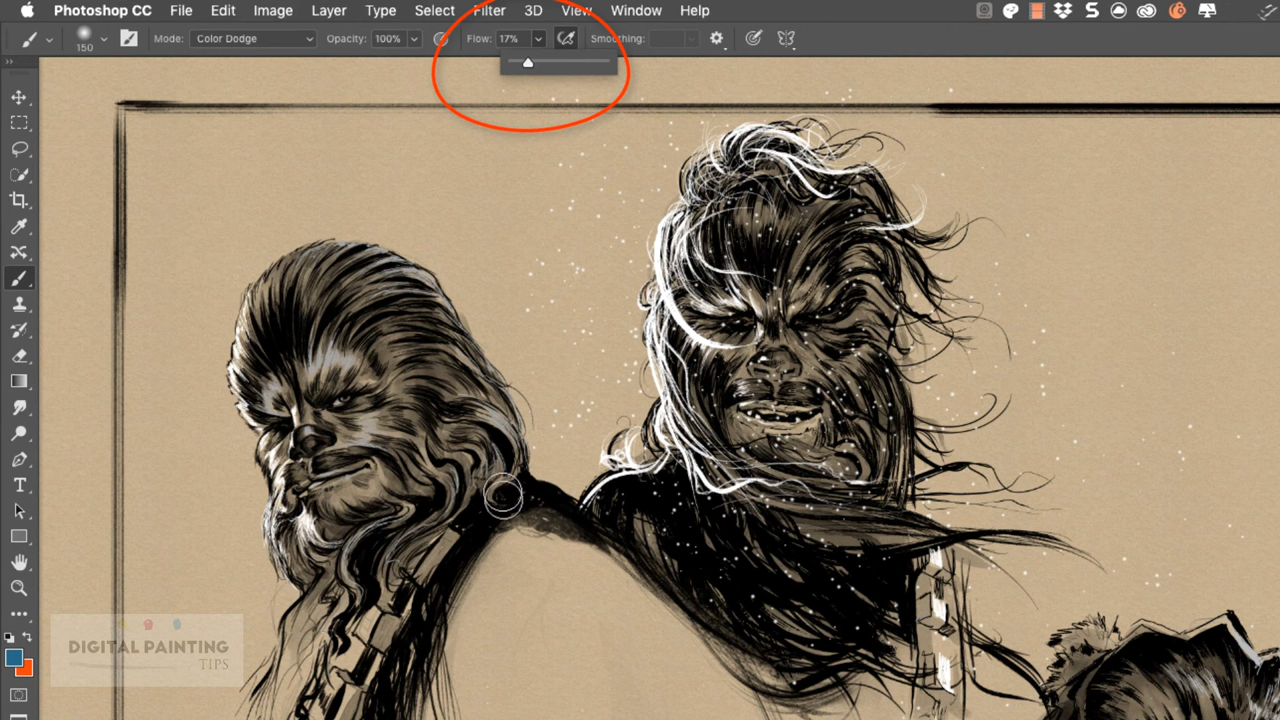 Photoshop CC File Edit Image Layer Type Select Filter 3D View Window Help
150 Mode: Color Dodge Opacity: 100% Flow: 17% Smoothing:
DIGITAL PAINTING
TIPS